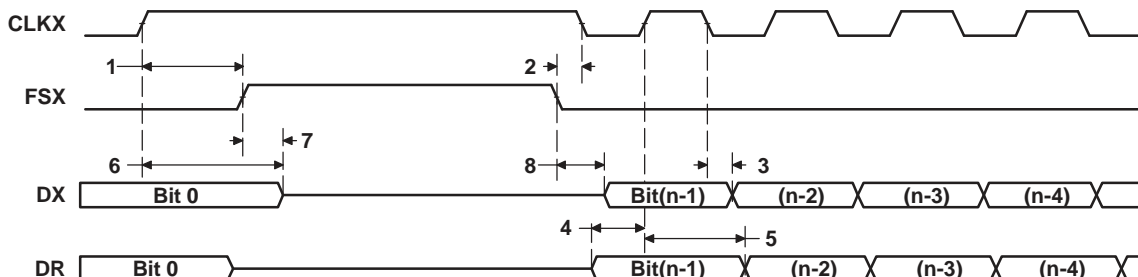 CLKX
1 2
FSX
7
6 8 3
DX Bit 0 Bit(n-1) (n-2) (n-3) (n-4)
4 5
DR Bit 0 Bit(n-1) (n-2) (n-3) (n-4)